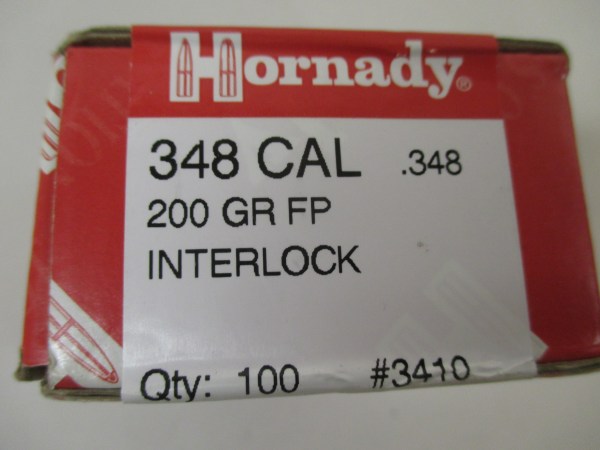 Hornady®
348 CAL .348
200 GR FP
INTERLOCK
Qty: 100 #3410